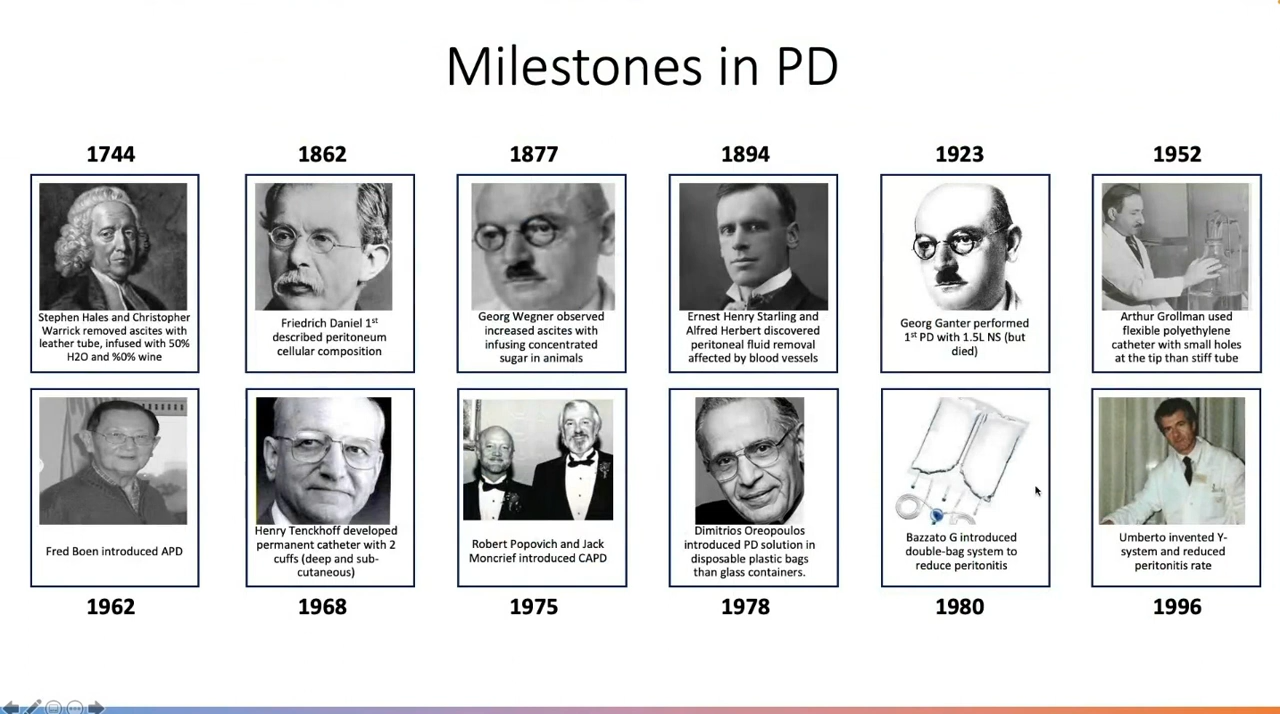 Milestones in PD
1744
1862
1877
1894
1923
1952
Stephen Hales and Christopher
Warrick removed ascites with
leather tube, infused with 50%
H2O and %0% wine
Friedrich Daniel 1st
described peritoneum
cellular composition
Georg Wegner observed
increased ascites with
infusing concentrated
sugar in animals
Ernest Henry Starling and
Alfred Herbert discovered
peritoneal fluid removal
affected by blood vessels
Georg Ganter performed
1st PD with 1.5L NS (but
died)
Arthur Grollman used
flexible polyethylene
catheter with small holes
at the tip than stiff tube
Fred Boen introduced APD
Henry Tenckhoff developed
permanent catheter with 2
cuffs (deep and sub-
cutaneous)
Robert Popovich and Jack
Moncrief introduced CAPD
Dimitrios Oreopoulos
introduced PD solution in
disposable plastic bags
than glass containers.
Bazzato G introduced
double-bag system to
reduce peritonitis
Umberto invented Y-
system and reduced
peritonitis rate
1962
1968
1975
1978
1980
1996